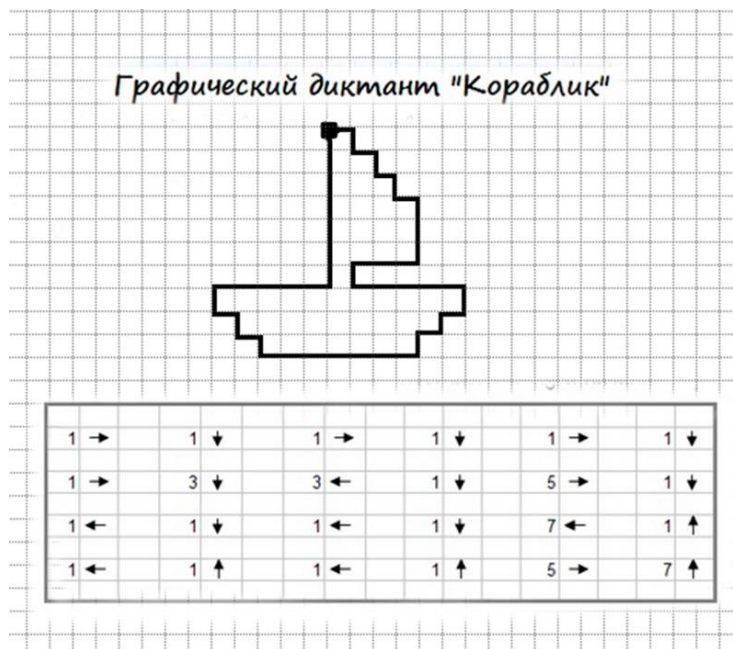 Графический диктант "Кораблик"
1 → 1 ↓ 1 → 1 ↓ 1 → 1 ↓
1 → 3 ↓ 3 ← 1 ↓ 5 → 1 ↓
1 ← 1 ↓ 1 ← 1 ↓ 7 ← 1 ↑
1 ← 1 ↑ 1 ← 1 ↑ 5 → 7 ↑